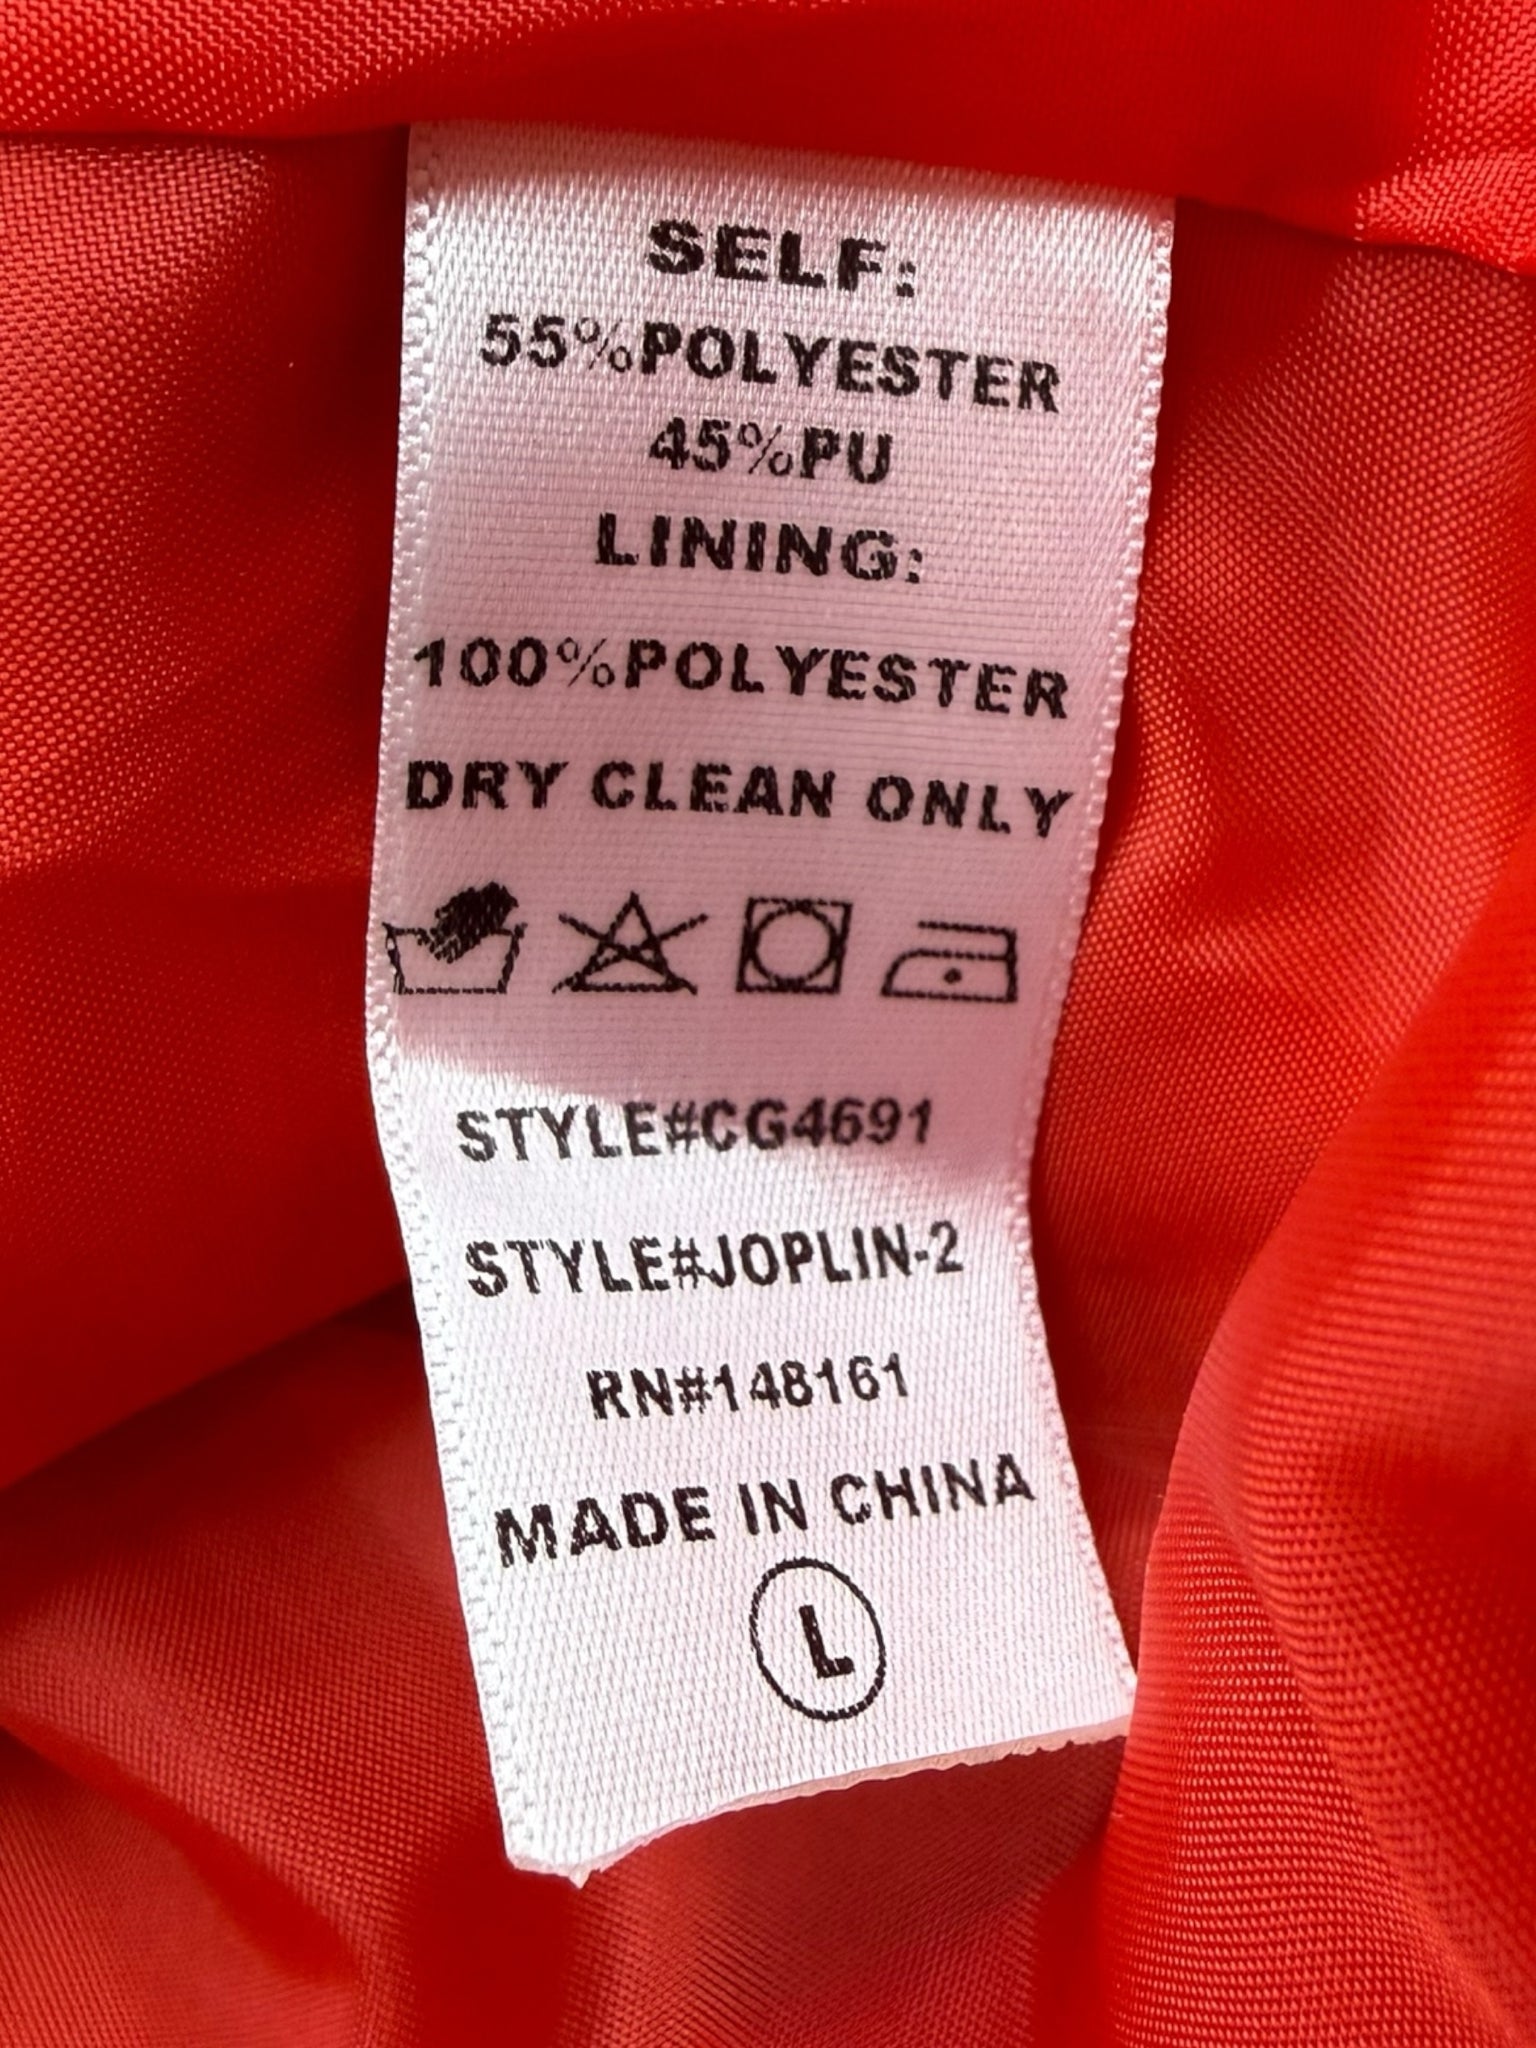 SELF:
55%POLYESTER
45%PU
LINING:
100%POLYESTER
DRY CLEAN ONLY
STYLE#CG4691
STYLE#JOPLIN-2
RN#148161
MADE IN CHINA
L